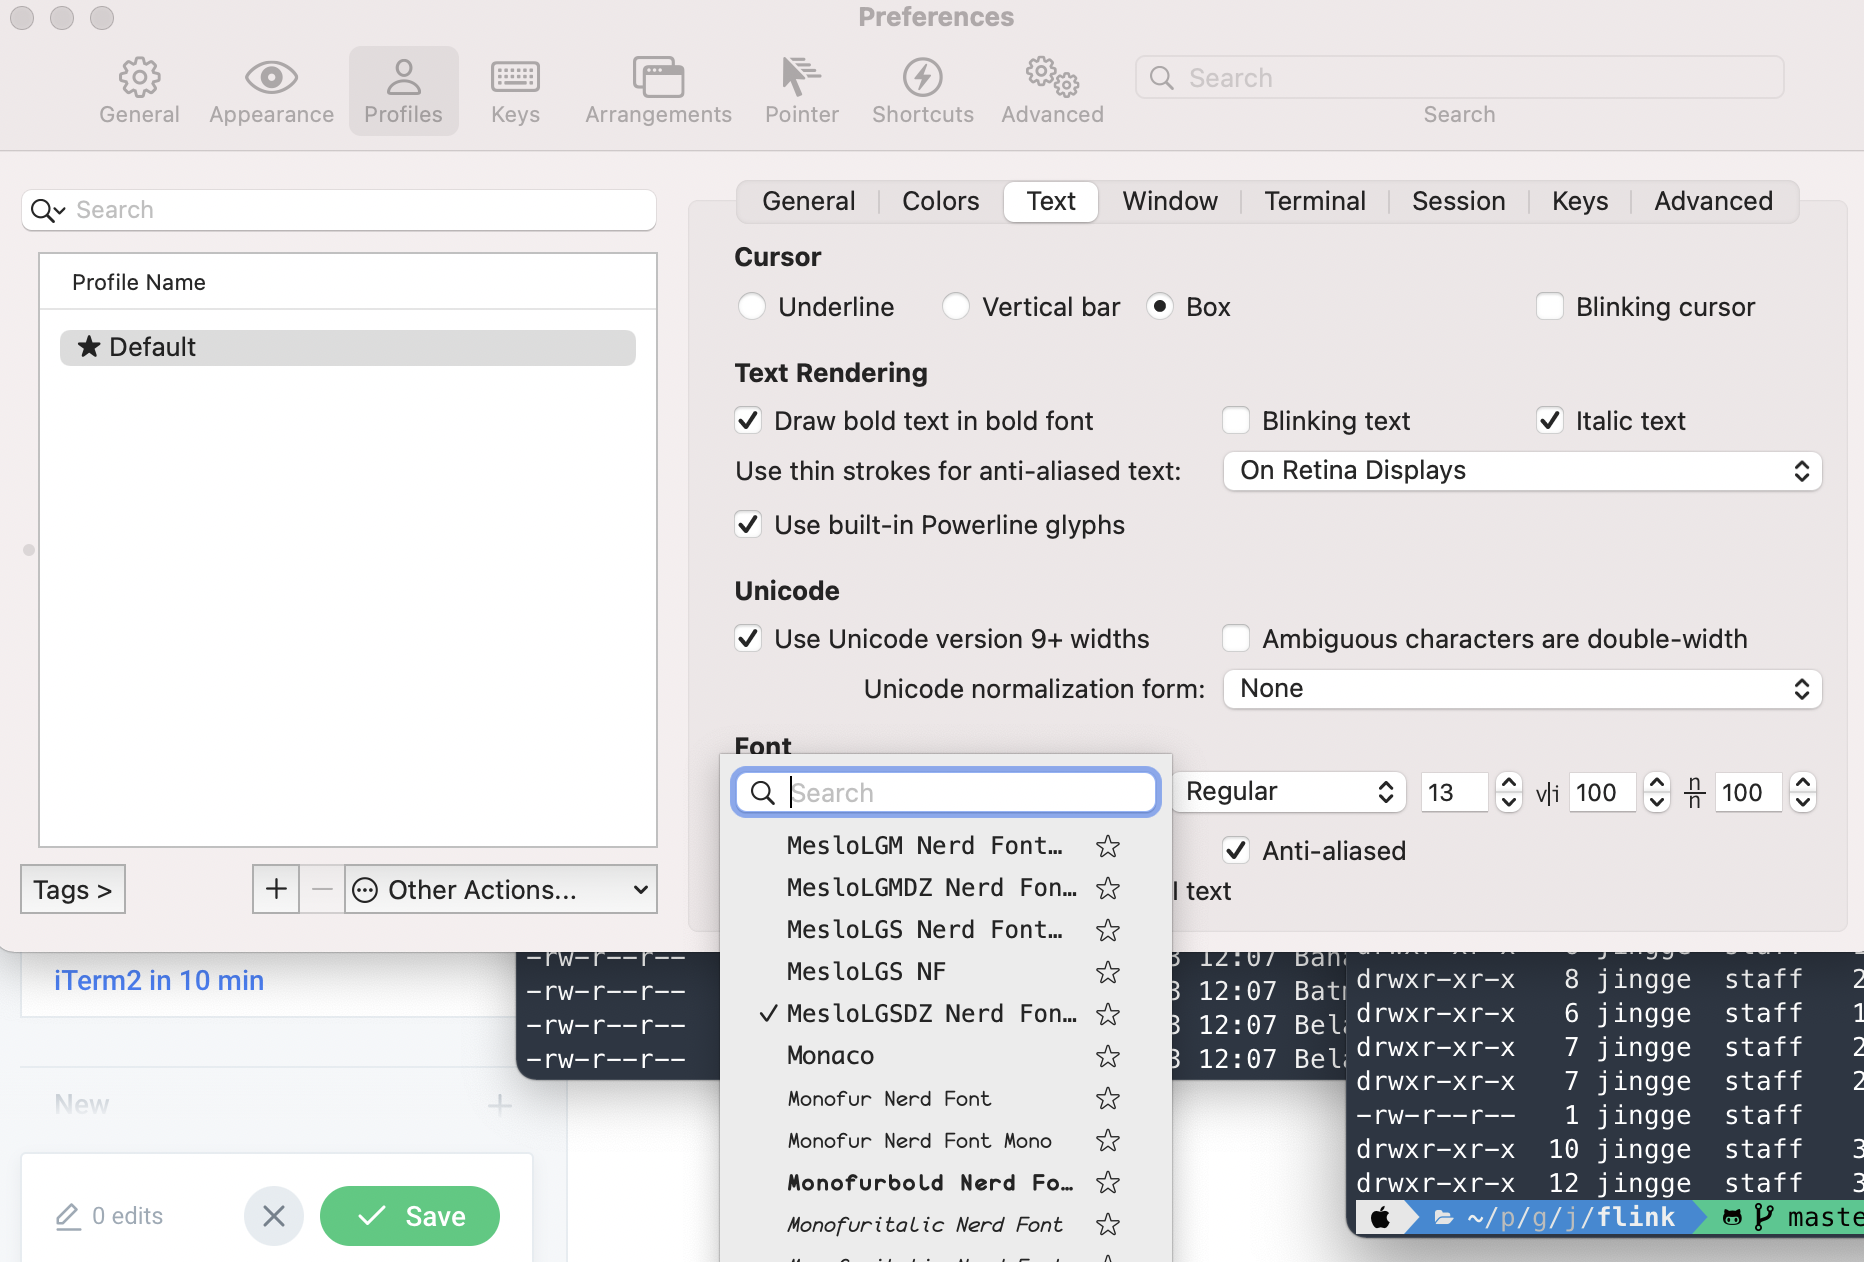 Preferences
General
Appearance
Profiles
Keys
Arrangements
Pointer
Shortcuts
Advanced
Search
Search
Search
Profile Name
★ Default
Tags >
+ — Other Actions...
General
Colors
Text
Window
Terminal
Session
Keys
Advanced
Cursor
Underline
Vertical bar
Box
Blinking cursor
Text Rendering
Draw bold text in bold font
Blinking text
Italic text
Use thin strokes for anti-aliased text:
On Retina Displays
Use built-in Powerline glyphs
Unicode
Use Unicode version 9+ widths
Ambiguous characters are double-width
Unicode normalization form:
None
Font
Search
Regular
13
v|i 100
n/n 100
Anti-aliased
text
MesloLGM Nerd Font…
MesloLGMDZ Nerd Fon…
MesloLGS Nerd Font…
MesloLGS NF
✓ MesloLGSDZ Nerd Fon…
Monaco
Monofur Nerd Font
Monofur Nerd Font Mono
Monofurbold Nerd Fo…
Monofuritalic Nerd Font
iTerm2 in 10 min
New +
0 edits
Save
-rw-r--r--
-rw-r--r--
-rw-r--r--
-rw-r--r--
12:07
12:07
12:07 Bel
12:07 Bel
drwxr-xr-x jingge staff
drwxr-xr-x 8 jingge staff 2
drwxr-xr-x 6 jingge staff 1
drwxr-xr-x 7 jingge staff 2
drwxr-xr-x 7 jingge staff 2
-rw-r--r-- 1 jingge staff
drwxr-xr-x 10 jingge staff 3
drwxr-xr-x 12 jingge staff 3
~/p/g/j/flink maste